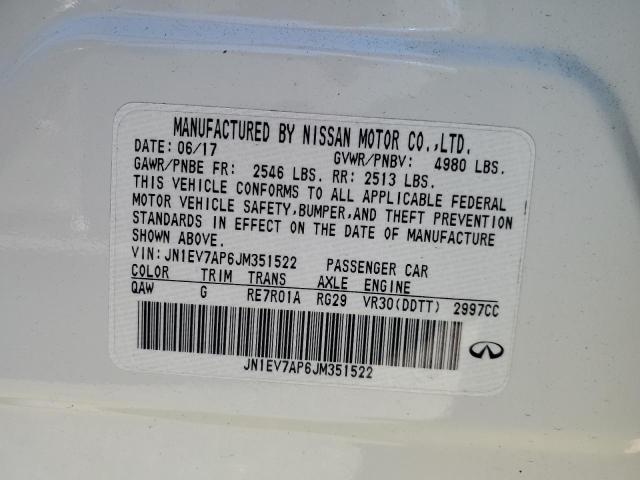 MANUFACTURED BY NISSAN MOTOR CO.,LTD.
DATE: 06/17 GVWR/PNBV: 4980 LBS.
GAWR/PNBE FR: 2546 LBS. RR: 2513 LBS.
THIS VEHICLE CONFORMS TO ALL APPLICABLE FEDERAL
MOTOR VEHICLE SAFETY,BUMPER,AND THEFT PREVENTION
STANDARDS IN EFFECT ON THE DATE OF MANUFACTURE
SHOWN ABOVE.
VIN:JN1EV7AP6JM351522 PASSENGER CAR
COLOR TRIM TRANS AXLE ENGINE
QAW G RE7R01A RG29 VR30(DDTT) 2997CC
JN1EV7AP6JM351522